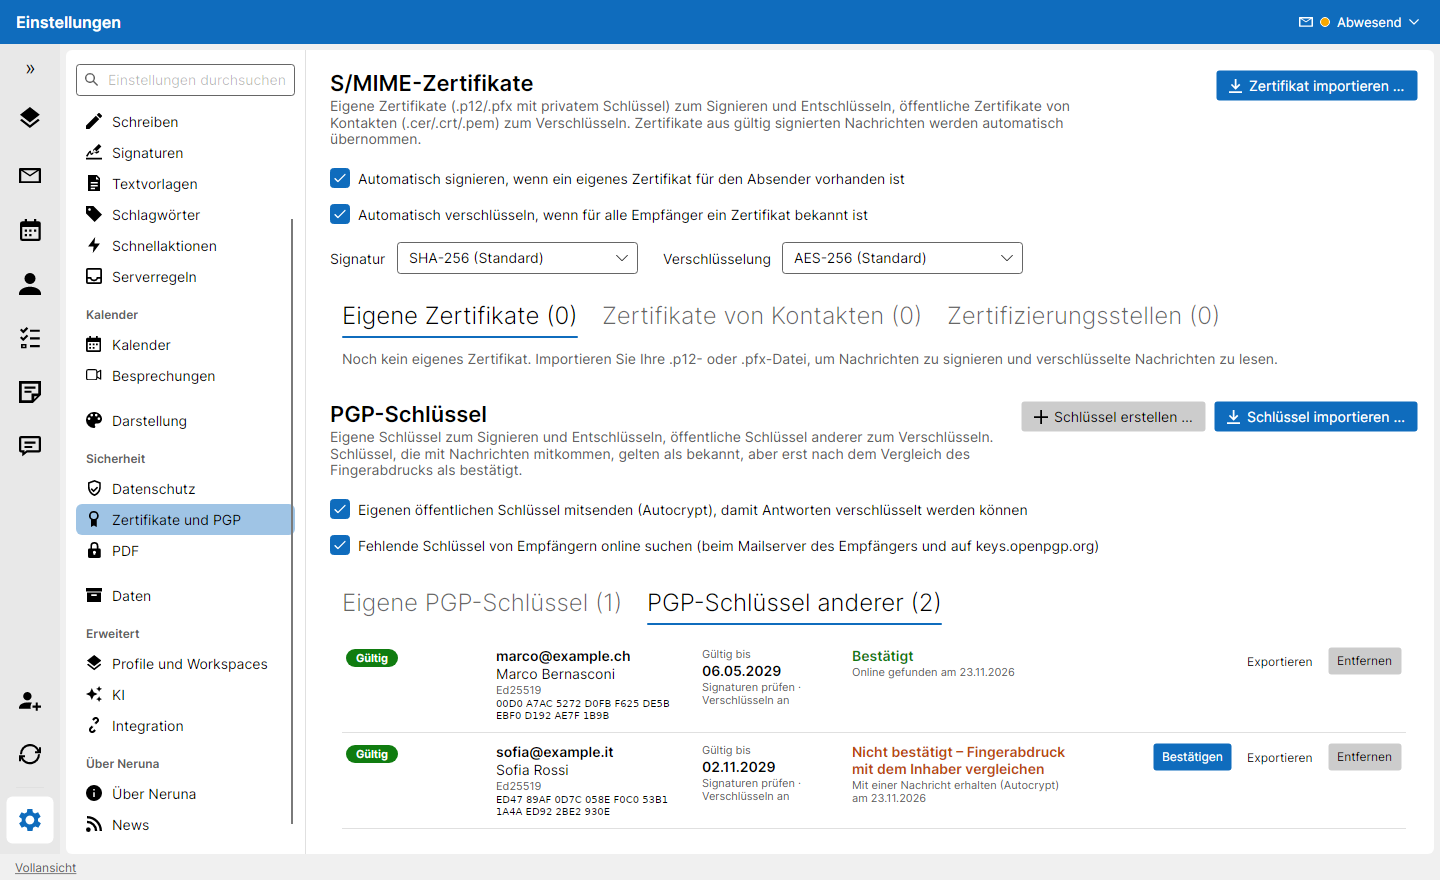 Einstellungen
Abwesend
Einstellungen durchsuchen
Schreiben
Signaturen
Textvorlagen
Schlagwörter
Schnellaktionen
Serverregeln
Kalender
Kalender
Besprechungen
Darstellung
Sicherheit
Datenschutz
Zertifikate und PGP
PDF
Daten
Erweitert
Profile und Workspaces
KI
Integration
Über Neruna
Über Neruna
News
Vollansicht
S/MIME-Zertifikate
Zertifikat importieren ...
Eigene Zertifikate (.p12/.pfx mit privatem Schlüssel) zum Signieren und Entschlüsseln, öffentliche Zertifikate von
Kontakten (.cer/.crt/.pem) zum Verschlüsseln. Zertifikate aus gültig signierten Nachrichten werden automatisch
übernommen.
Automatisch signieren, wenn ein eigenes Zertifikat für den Absender vorhanden ist
Automatisch verschlüsseln, wenn für alle Empfänger ein Zertifikat bekannt ist
Signatur SHA-256 (Standard) Verschlüsselung AES-256 (Standard)
Eigene Zertifikate (0) Zertifikate von Kontakten (0) Zertifizierungsstellen (0)
Noch kein eigenes Zertifikat. Importieren Sie Ihre .p12- oder .pfx-Datei, um Nachrichten zu signieren und verschlüsselte Nachrichten zu lesen.
PGP-Schlüssel
Schlüssel erstellen ... Schlüssel importieren ...
Eigene Schlüssel zum Signieren und Entschlüsseln, öffentliche Schlüssel anderer zum Verschlüsseln.
Schlüssel, die mit Nachrichten mitkommen, gelten als bekannt, aber erst nach dem Vergleich des
Fingerabdrucks als bestätigt.
Eigenen öffentlichen Schlüssel mitsenden (Autocrypt), damit Antworten verschlüsselt werden können
Fehlende Schlüssel von Empfängern online suchen (beim Mailserver des Empfängers und auf keys.openpgp.org)
Eigene PGP-Schlüssel (1) PGP-Schlüssel anderer (2)
Gültig
marco@example.ch
Marco Bernasconi
Ed25519
00D0 A7AC 5272 D0FB F625 DE5B
EBF0 D192 AE7F 1B9B
Gültig bis
06.05.2029
Signaturen prüfen ·
Verschlüsseln an
Bestätigt
Online gefunden am 23.11.2026
Exportieren Entfernen
Gültig
sofia@example.it
Sofia Rossi
Ed25519
ED47 89AF 0D7C 058E F0C0 53B1
1A4A ED92 2BE2 930E
Gültig bis
02.11.2029
Signaturen prüfen ·
Verschlüsseln an
Nicht bestätigt – Fingerabdruck
mit dem Inhaber vergleichen
Mit einer Nachricht erhalten (Autocrypt)
am 23.11.2026
Bestätigen Exportieren Entfernen